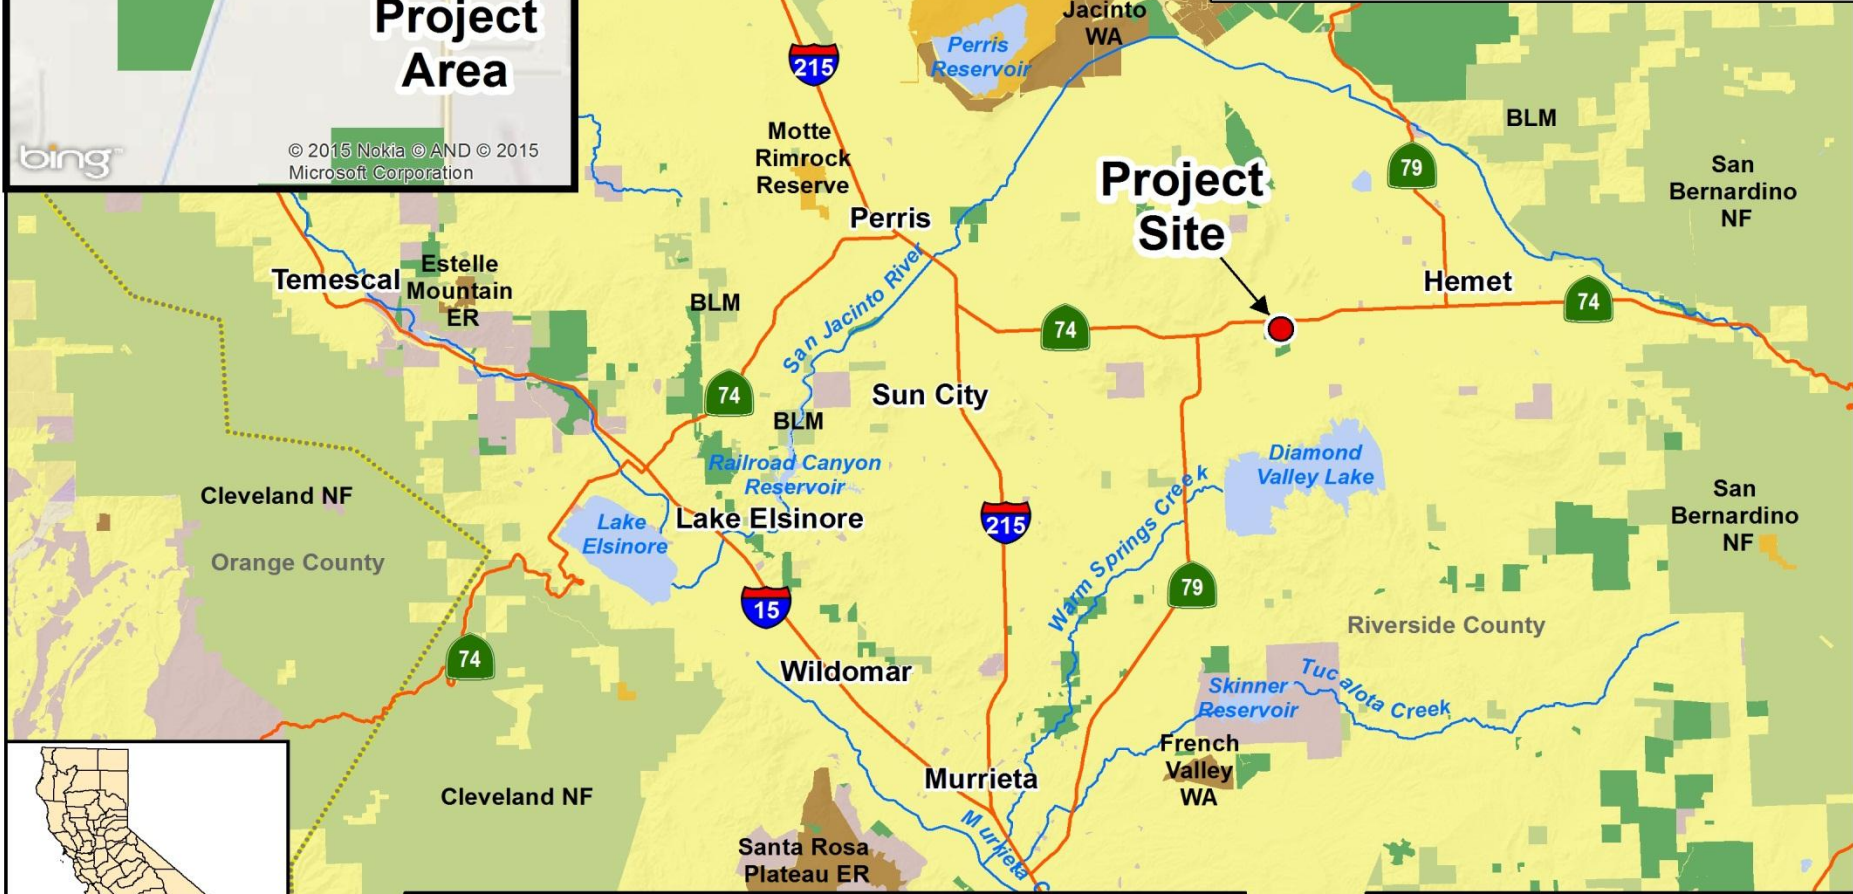 Project
Area
bing™
© 2015 Nokia © AND © 2015
Microsoft Corporation
Jacinto
WA
Perris
Reservoir
215
Motte
Rimrock
Reserve
Perris
BLM
San
Bernardino
NF
79
Project
Site
Hemet
74
74
Temescal
Estelle
Mountain
ER
BLM
San Jacinto River
74
Sun City
BLM
Railroad Canyon
Reservoir
Diamond
Valley Lake
Cleveland NF
Orange County
Lake
Elsinore
Lake Elsinore
215
Warm Springs Creek
San
Bernardino
NF
15
79
Riverside County
74
Wildomar
Skinner
Reservoir
Tucalota Creek
French
Valley
WA
Murrieta
Cleveland NF
Murrieta C
Santa Rosa
Plateau ER